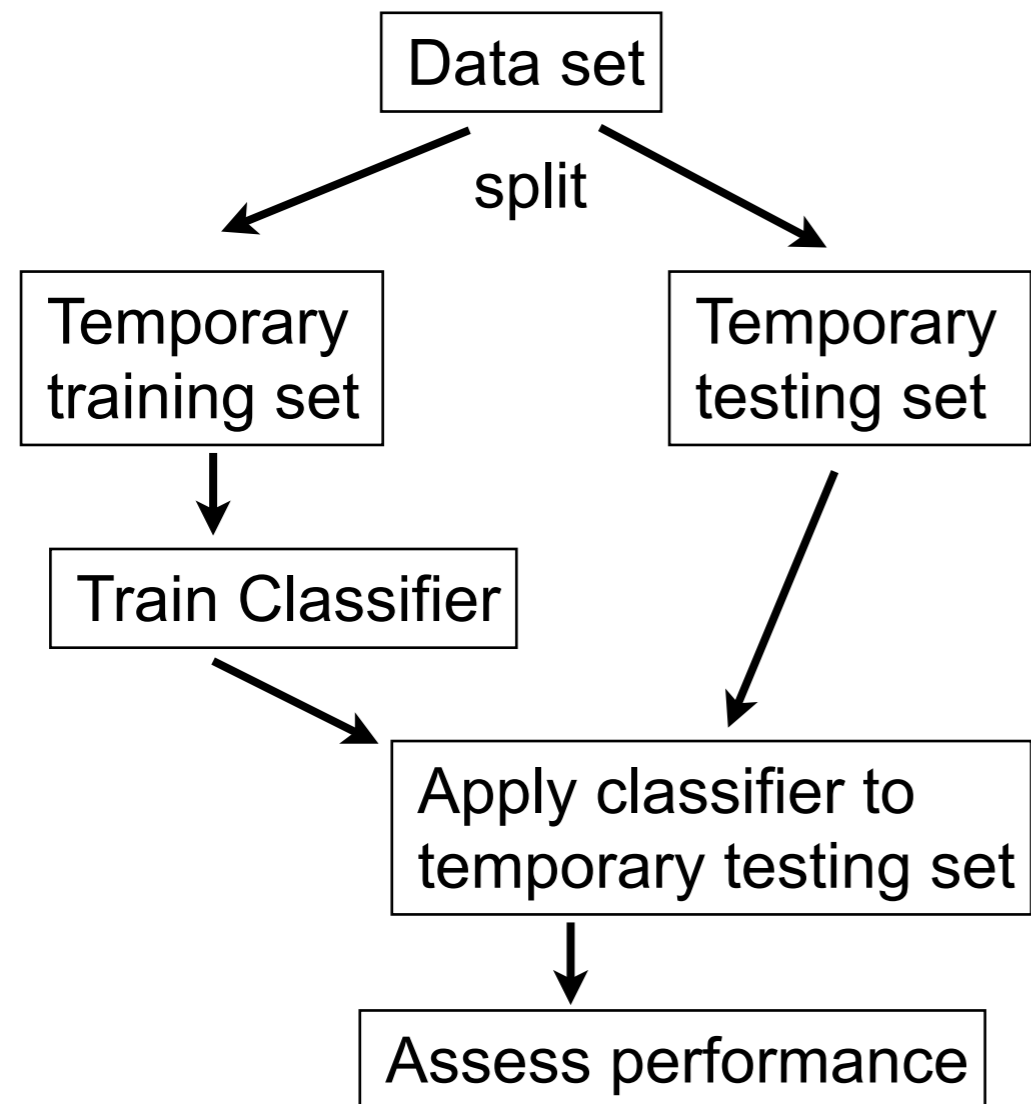 Data set
split
Temporary
training set
Temporary
testing set
Train Classifier
Apply classifier to
temporary testing set
Assess performance